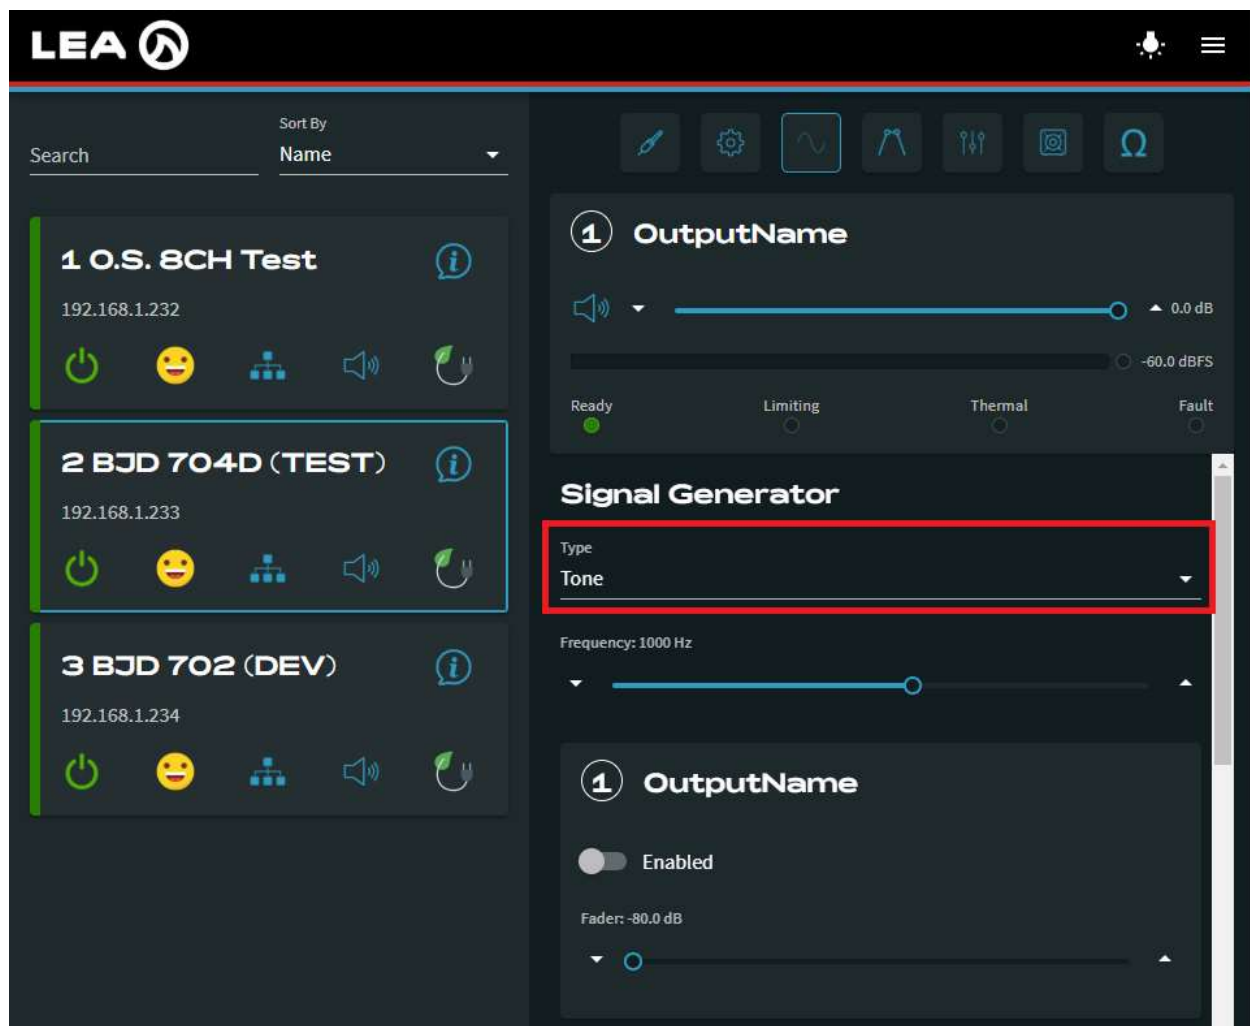 LEA
Search
Sort By
Name
1 O.S. 8CH Test
192.168.1.232
2 BJD 704D (TEST)
192.168.1.233
3 BJD 702 (DEV)
192.168.1.234
Ω
1 OutputName
0.0 dB
-60.0 dBFS
Ready Limiting Thermal Fault
Signal Generator
Type
Tone
Frequency: 1000 Hz
1 OutputName
Enabled
Fader: -80.0 dB